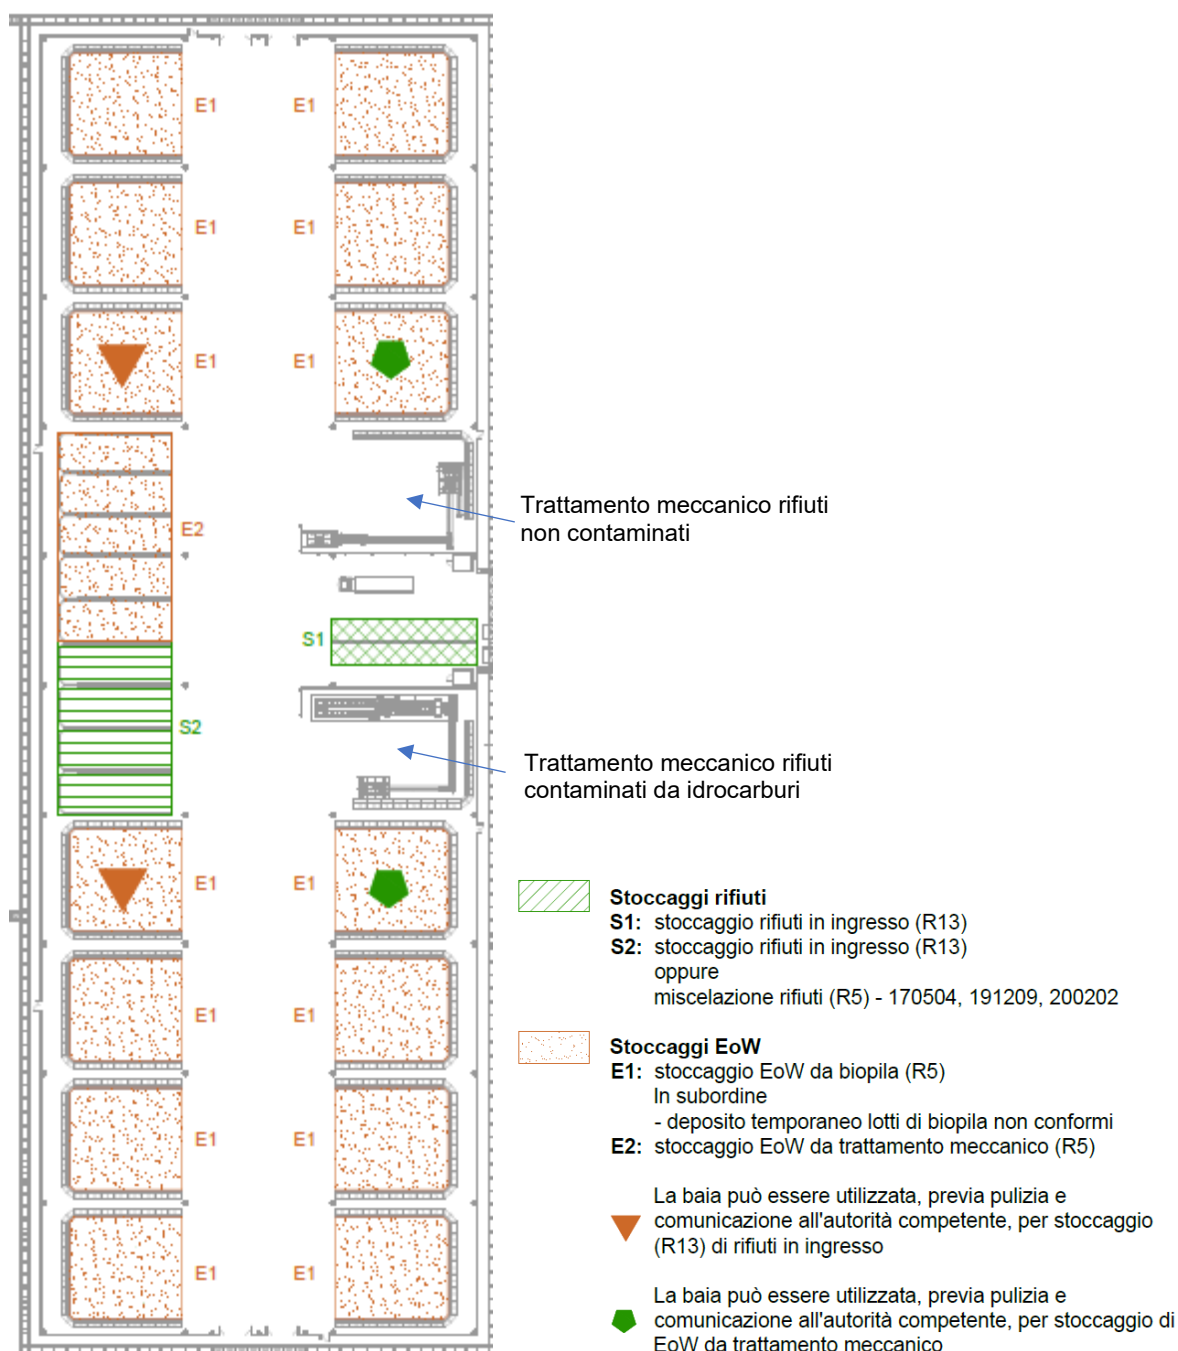 E1 E1
E1 E1
E1 E1
E2
Trattamento meccanico rifiuti
non contaminati
S1
S2
Trattamento meccanico rifiuti
contaminati da idrocarburi
E1 E1
E1 E1
E1 E1
E1 E1
Stoccaggi rifiuti
S1: stoccaggio rifiuti in ingresso (R13)
S2: stoccaggio rifiuti in ingresso (R13)
oppure
miscelazione rifiuti (R5) - 170504, 191209, 200202
Stoccaggi EoW
E1: stoccaggio EoW da biopila (R5)
In subordine
- deposito temporaneo lotti di biopila non conformi
E2: stoccaggio EoW da trattamento meccanico (R5)
La baia può essere utilizzata, previa pulizia e
comunicazione all'autorità competente, per stoccaggio
(R13) di rifiuti in ingresso
La baia può essere utilizzata, previa pulizia e
comunicazione all'autorità competente, per stoccaggio di
EoW da trattamento meccanico